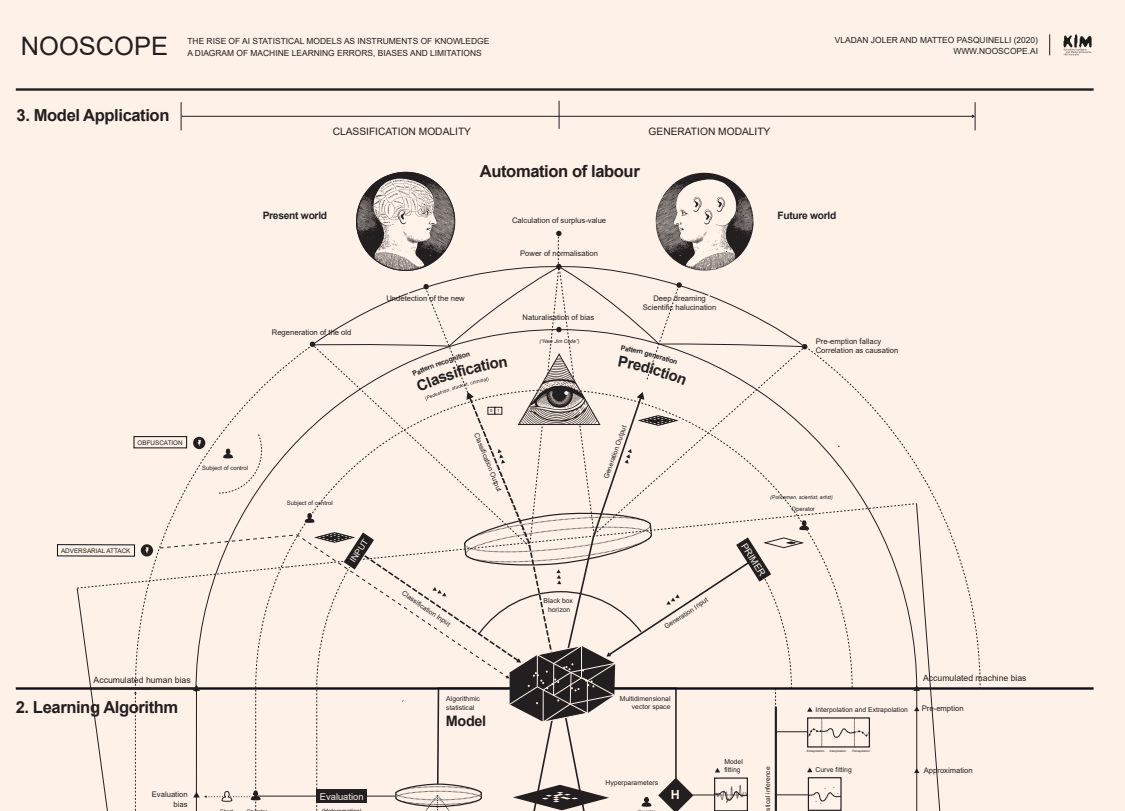 NOOSCOPE
THE RISE OF AI STATISTICAL MODELS AS INSTRUMENTS OF KNOWLEDGE
A DIAGRAM OF MACHINE LEARNING ERRORS, BIASES AND LIMITATIONS
VLADAN JOLER AND MATTEO PASQUINELLI (2020)
WWW.NOOSCOPE.AI
KIM
3. Model Application
CLASSIFICATION MODALITY
GENERATION MODALITY
Automation of labour
Present world
Future world
Calculation of surplus-value
Power of normalisation
Undetection of the new
Deep dreaming
Scientific halucination
Naturalisation of bias
Regeneration of the old
("New Jim Code")
Pre-emption fallacy
Correlation as causation
Pattern recognition
Classification
(Pedestrian, student, criminal)
Pattern generation
Prediction
OBFUSCATION
Subject of control
Classification Output
Generation Output
Subject of control
(Policeman, scientist, artist)
Operator
ADVERSARIAL ATTACK
INPUT
PRIMER
Classification Input
Black box
horizon
Generation Input
Accumulated human bias
Accumulated machine bias
2. Learning Algorithm
Algorithmic
statistical
Model
Multidimensional
vector space
Interpolation and Extrapolation
Pre-emption
Model
fitting
Curve fitting
Approximation
Hyperparameters
H
Evaluation
bias
Evaluation